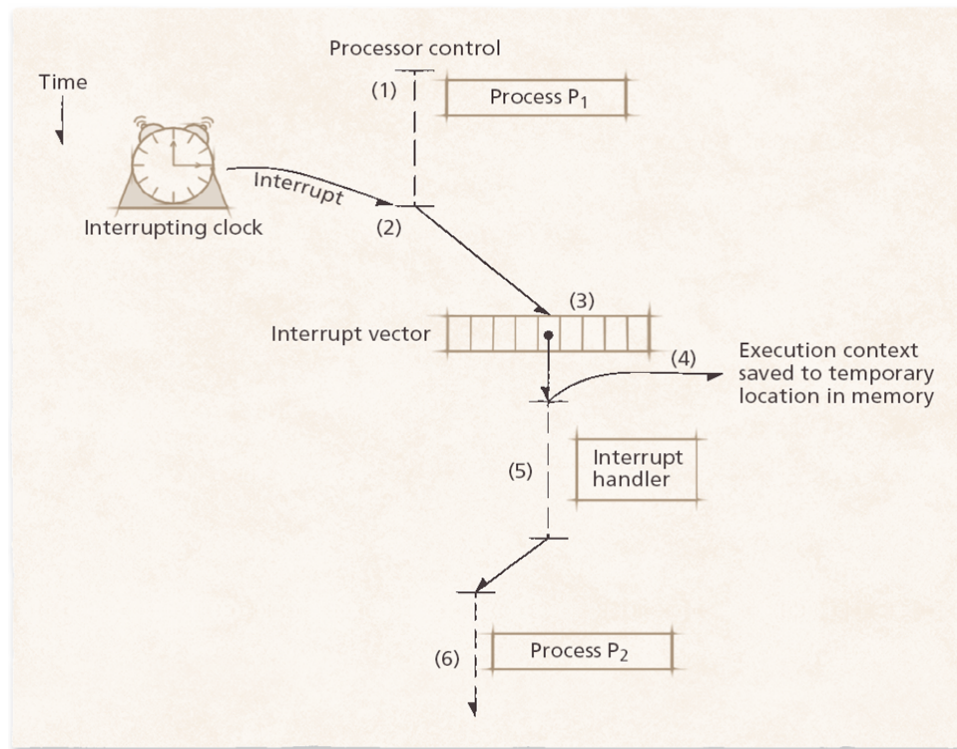 Processor control
Time
(1)
Process P₁
Interrupt
(2)
Interrupting clock
(3)
Interrupt vector
(4)
Execution context
saved to temporary
location in memory
(5)
Interrupt
handler
(6)
Process P₂